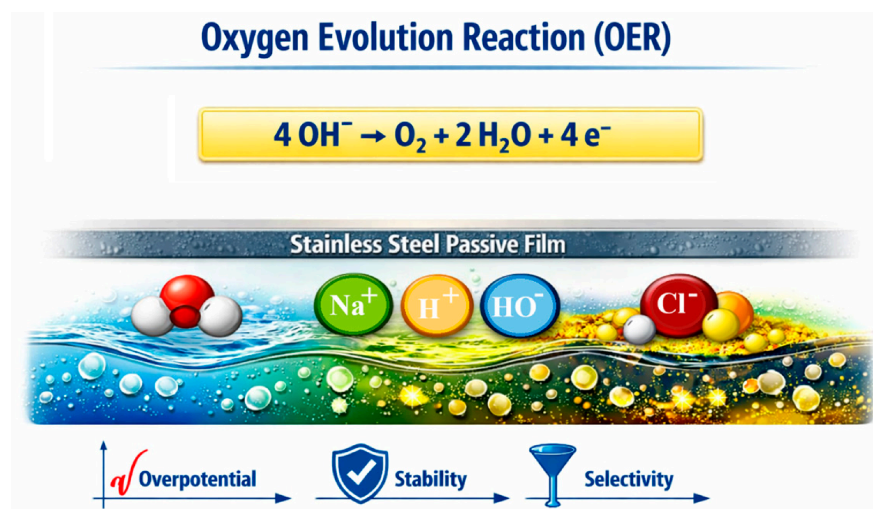 Oxygen Evolution Reaction (OER)
4 OH⁻ → O₂ + 2 H₂O + 4 e⁻
Stainless Steel Passive Film
Na⁺ H⁺ HO⁻ Cl⁻
Overpotential Stability Selectivity